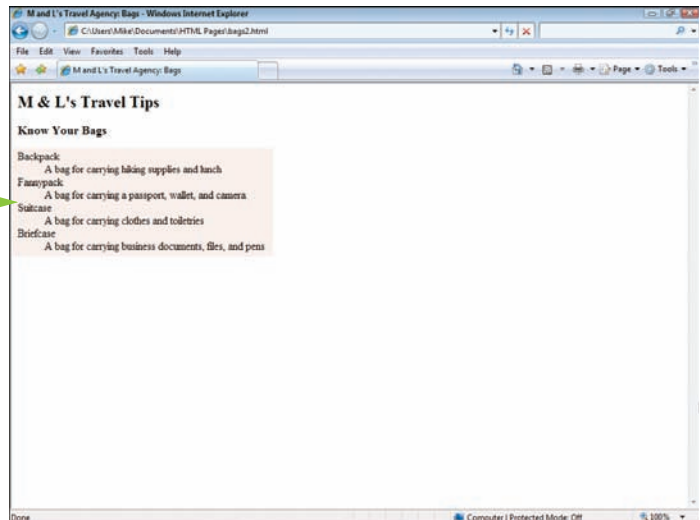 M and L's Travel Agency: Bags - Windows Internet Explorer
C:\Users\Mike\Documents\HTML Pages\bags2.html
File Edit View Favorites Tools Help
M and L's Travel Agency: Bags
Page Tools
M & L's Travel Tips
Know Your Bags
Backpack
A bag for carrying hiking supplies and lunch
Fannypack
A bag for carrying a passport, wallet, and camera
Suitcase
A bag for carrying clothes and toiletries
Briefcase
A bag for carrying business documents, files, and pens
Done
Computer | Protected Mode: Off
100%